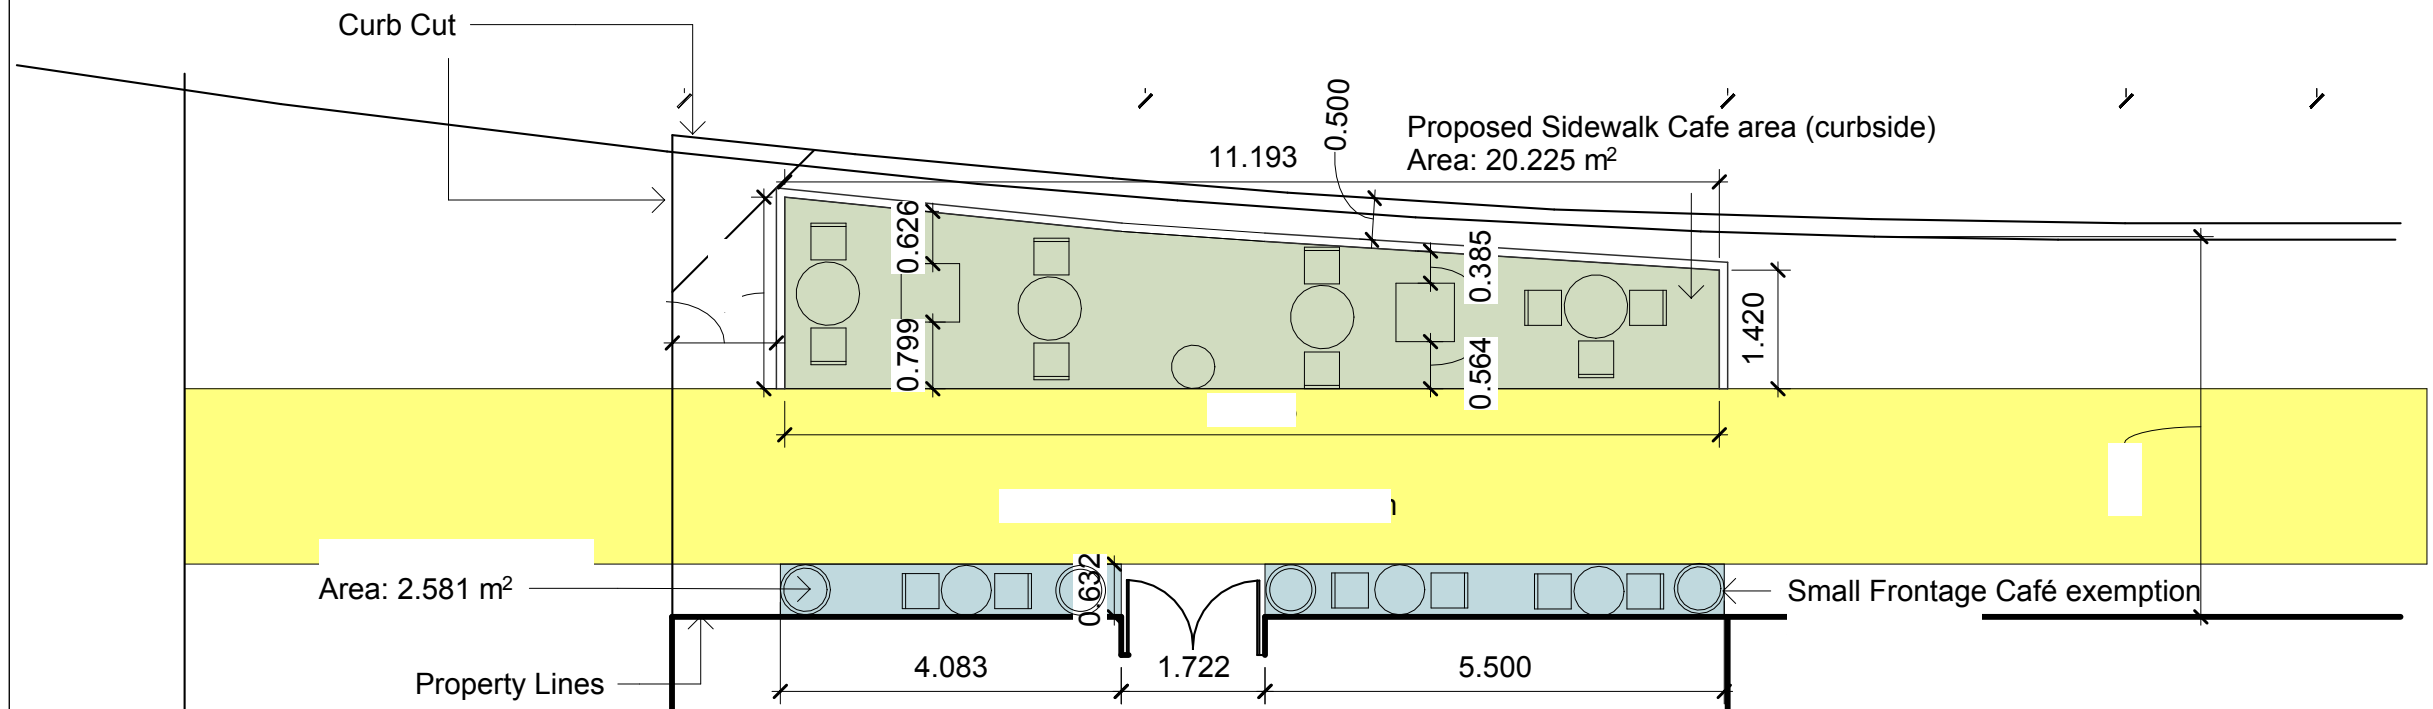 Curb Cut
0.500
Proposed Sidewalk Cafe area (curbside)
11.193
Area: 20.225 m²
0.626
0.385
0.799
0.564
1.420
0.632
Area: 2.581 m²
Small Frontage Café exemption
4.083
1.722
5.500
Property Lines